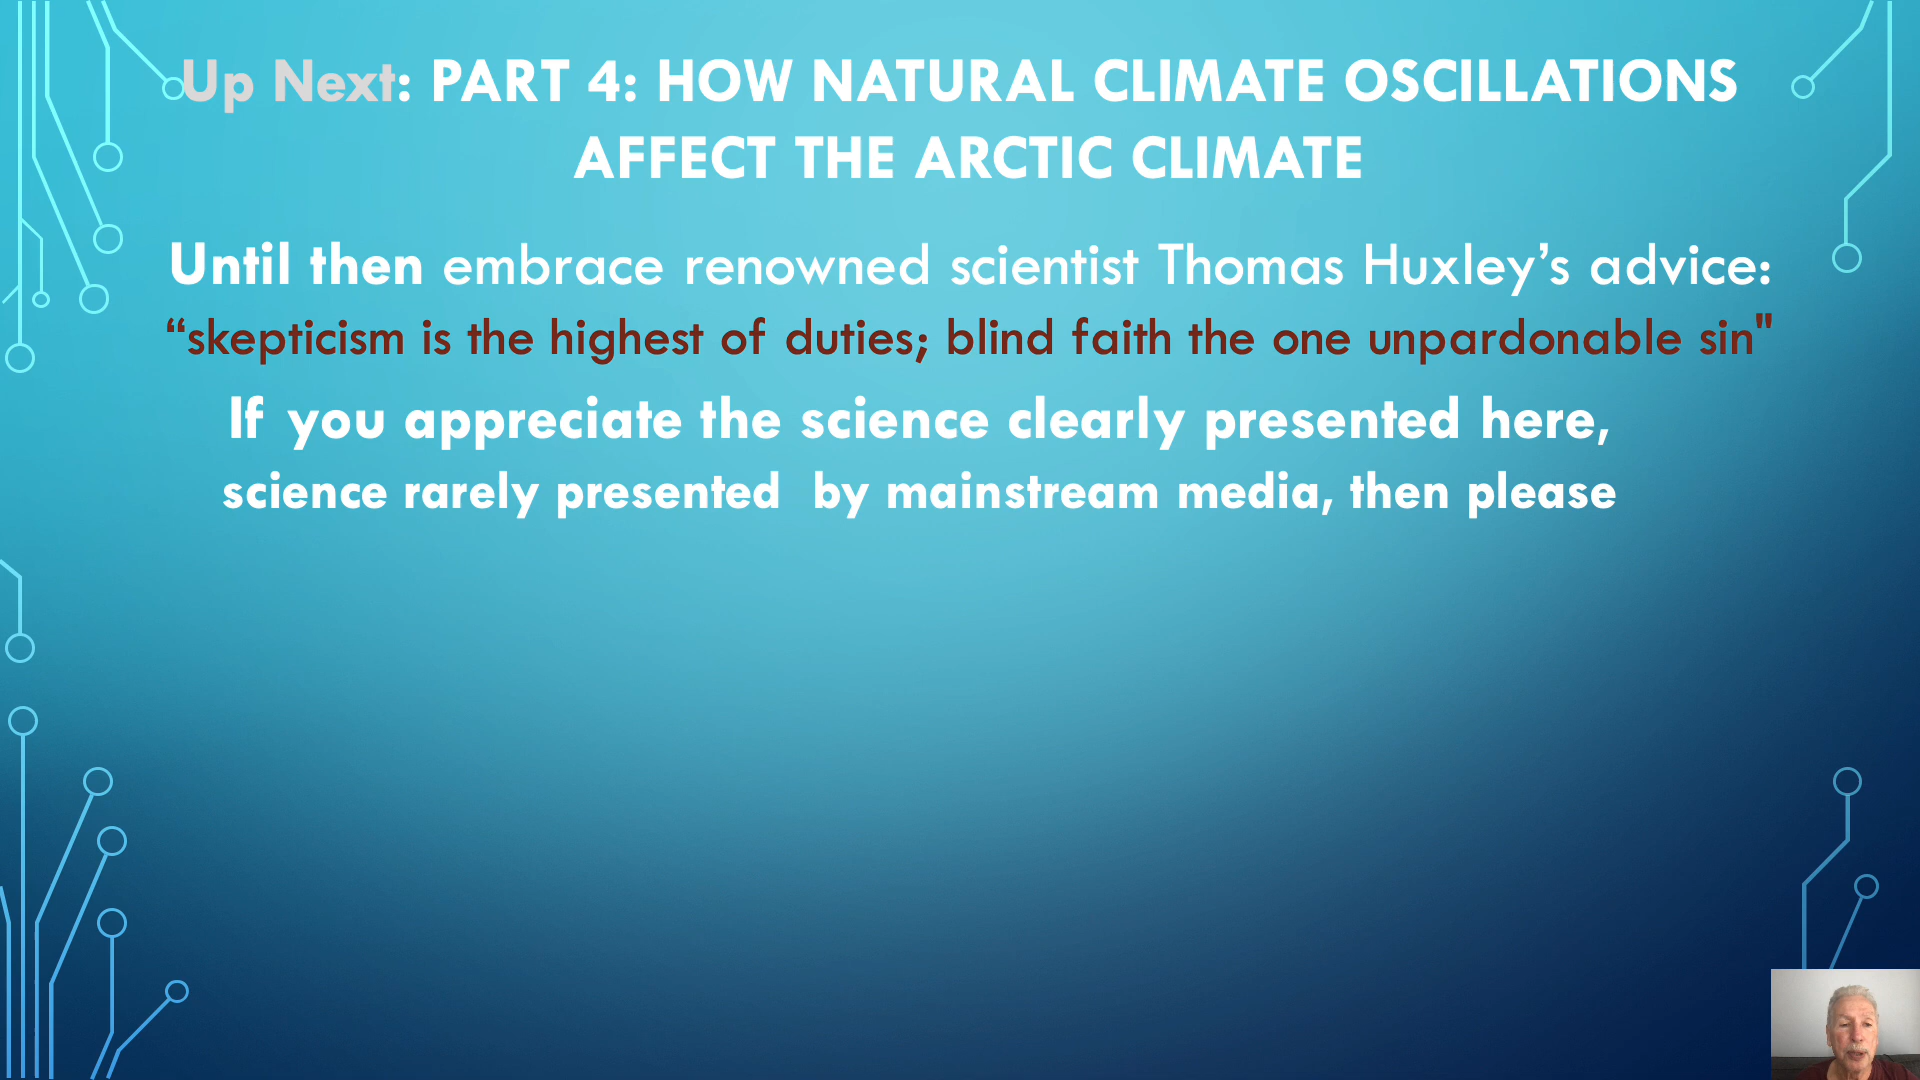 Up Next: PART 4: HOW NATURAL CLIMATE OSCILLATIONS
AFFECT THE ARCTIC CLIMATE
Until then embrace renowned scientist Thomas Huxley’s advice:
“skepticism is the highest of duties; blind faith the one unpardonable sin"
If you appreciate the science clearly presented here,
science rarely presented by mainstream media, then please